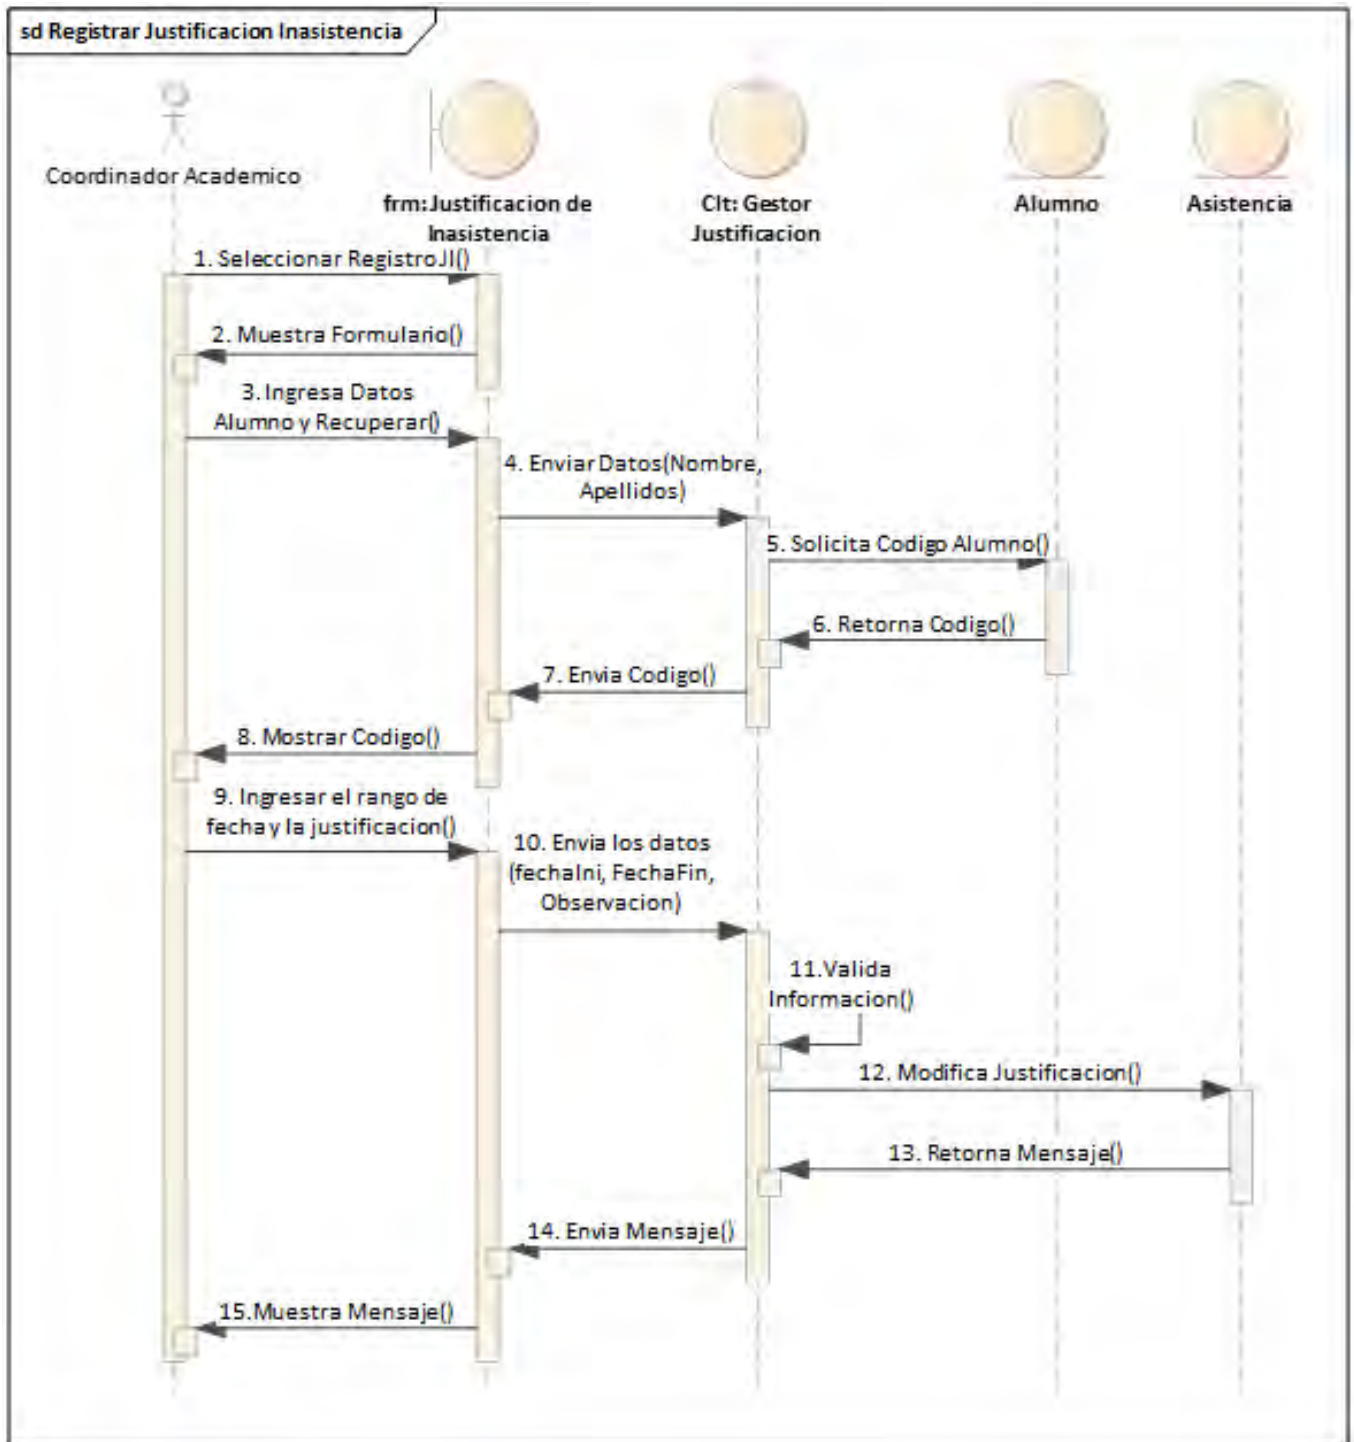 sd Registrar Justificacion Inasistencia
Coordinador Academico
frm:Justificacion de
Inasistencia
Clt: Gestor
Justificacion
Alumno
Asistencia
1. Seleccionar RegistroJI()
2. Muestra Formulario()
3. Ingresa Datos
Alumno y Recuperar()
4. Enviar Datos(Nombre,
Apellidos)
5. Solicita Codigo Alumno()
6. Retorna Codigo()
7. Envia Codigo()
8. Mostrar Codigo()
9. Ingresar el rango de
fecha y la justificacion()
10. Envia los datos
(fechaIni, FechaFin,
Observacion)
11.Valida
Informacion()
12. Modifica Justificacion()
13. Retorna Mensaje()
14. Envia Mensaje()
15.Muestra Mensaje()